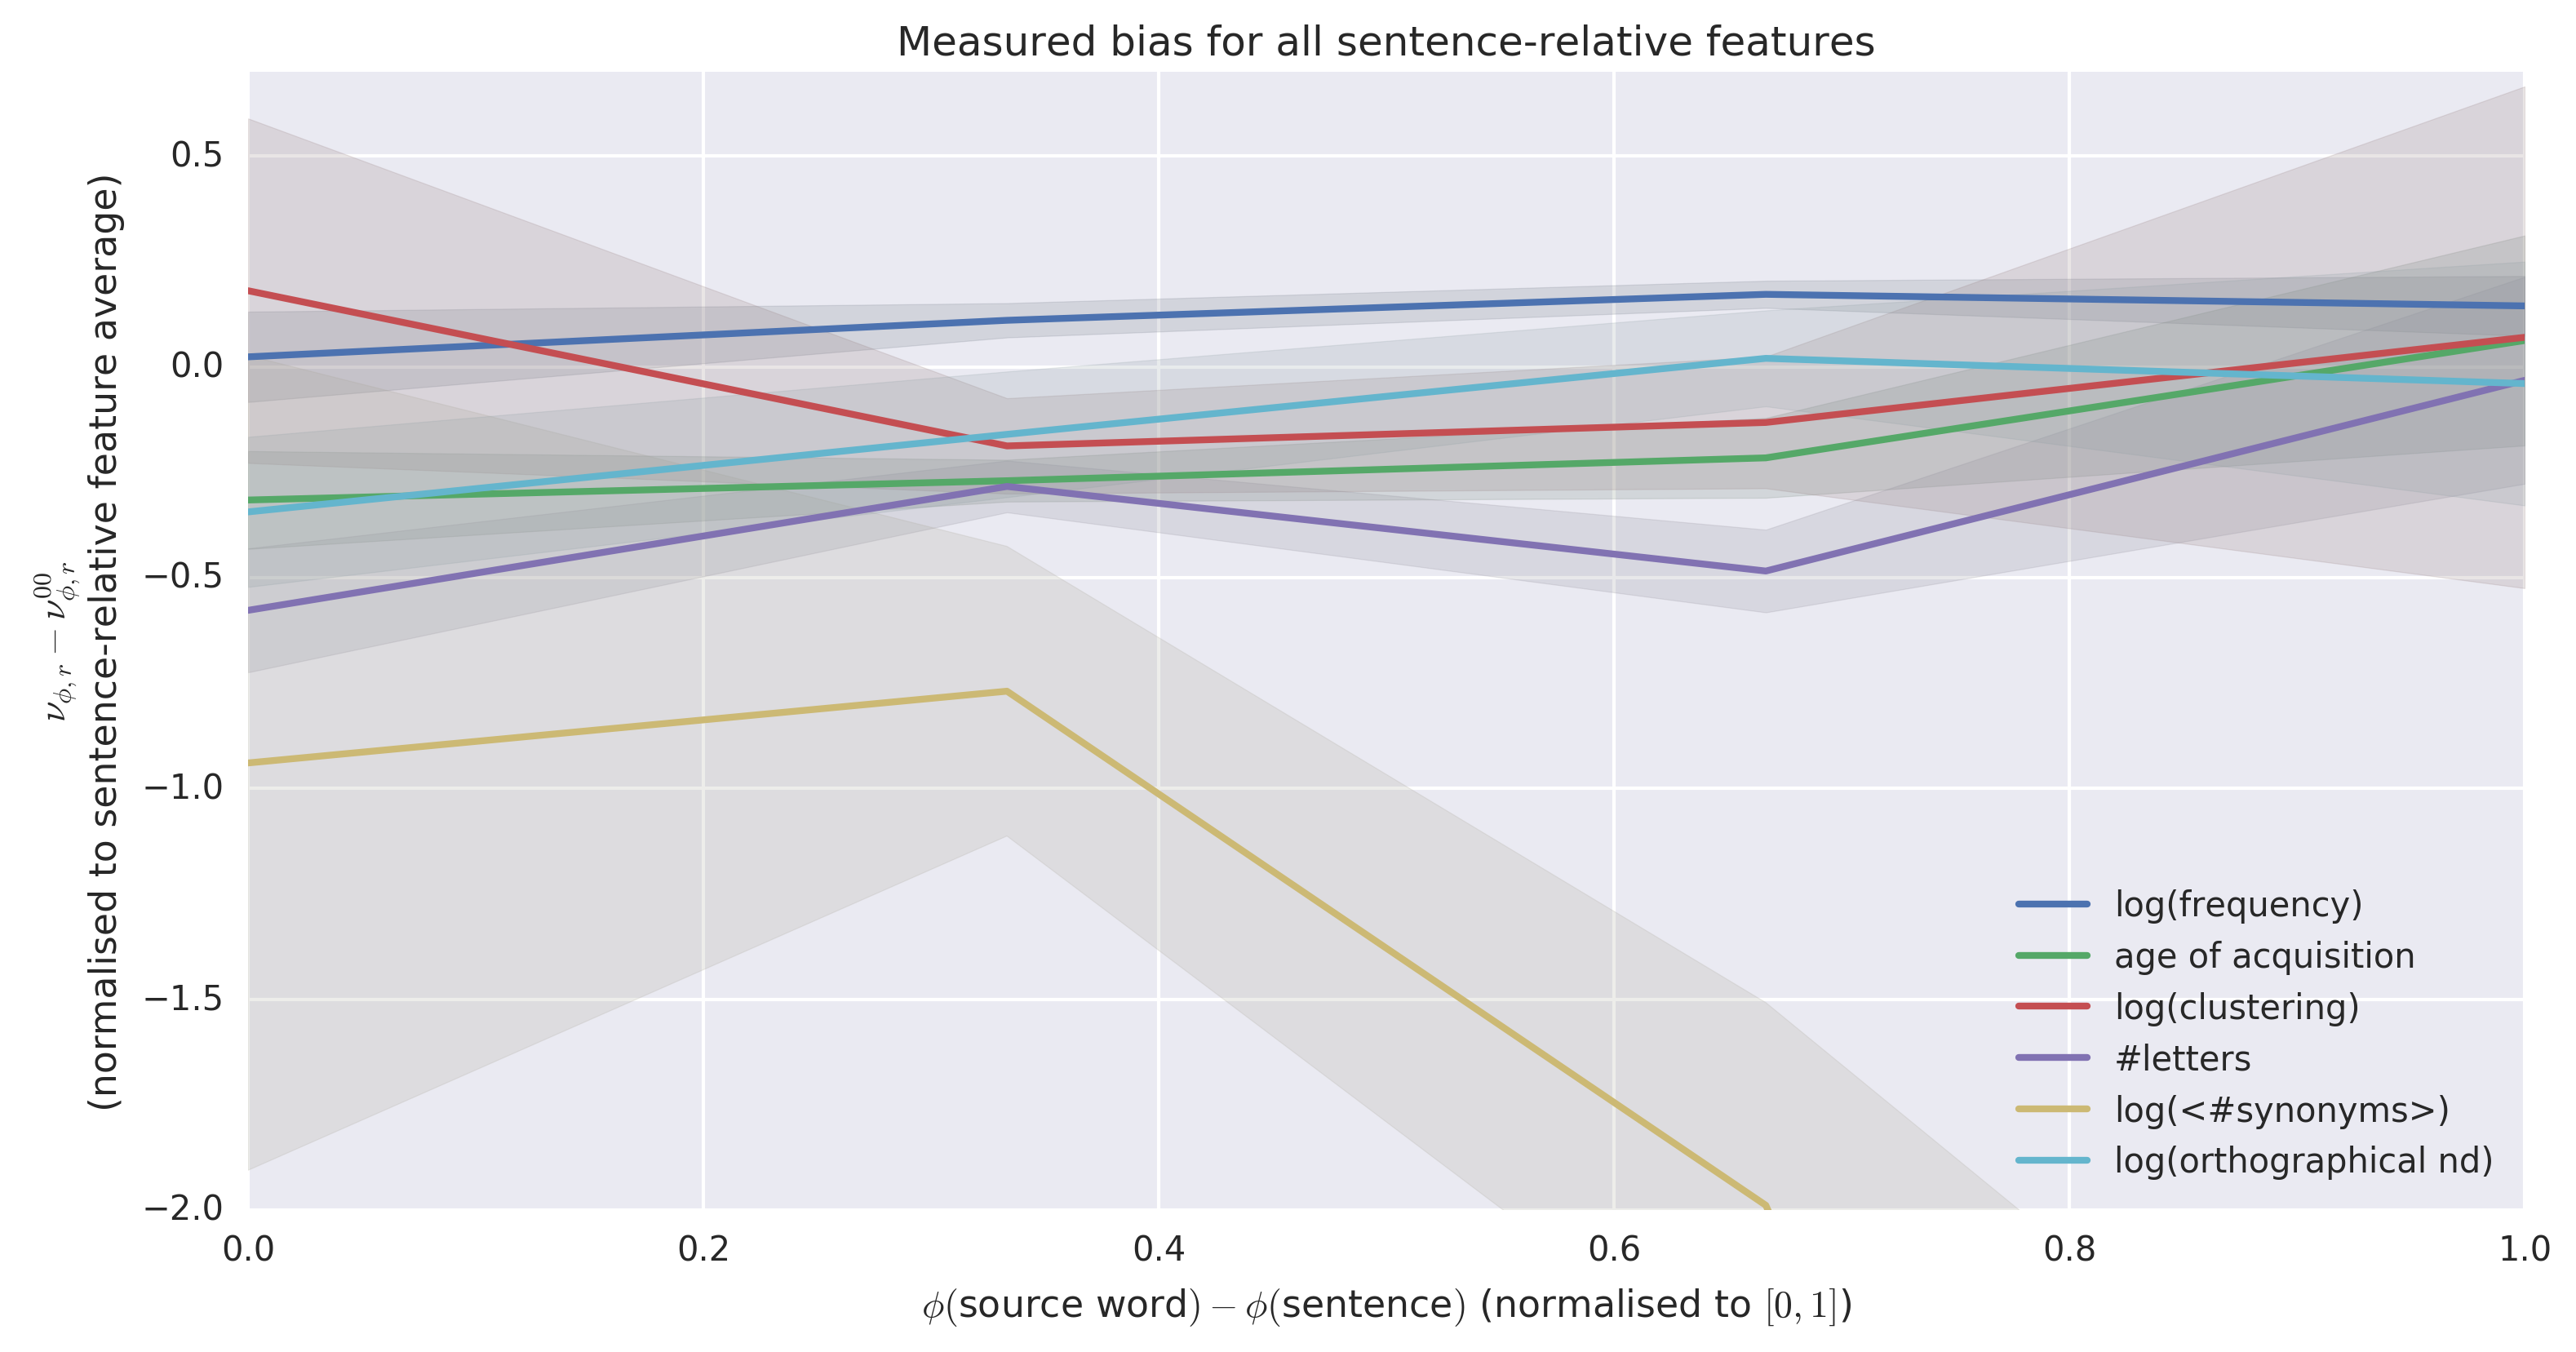 Measured bias for all sentence-relative features
ν_{ϕ,r} − ν^{00}_{ϕ,r}
(normalised to sentence-relative feature average)
0.5
0.0
−0.5
−1.0
−1.5
−2.0
0.0 0.2 0.4 0.6 0.8 1.0
ϕ(source word) − ϕ(sentence) (normalised to [0, 1])
log(frequency)
age of acquisition
log(clustering)
#letters
log(<#synonyms>)
log(orthographical nd)